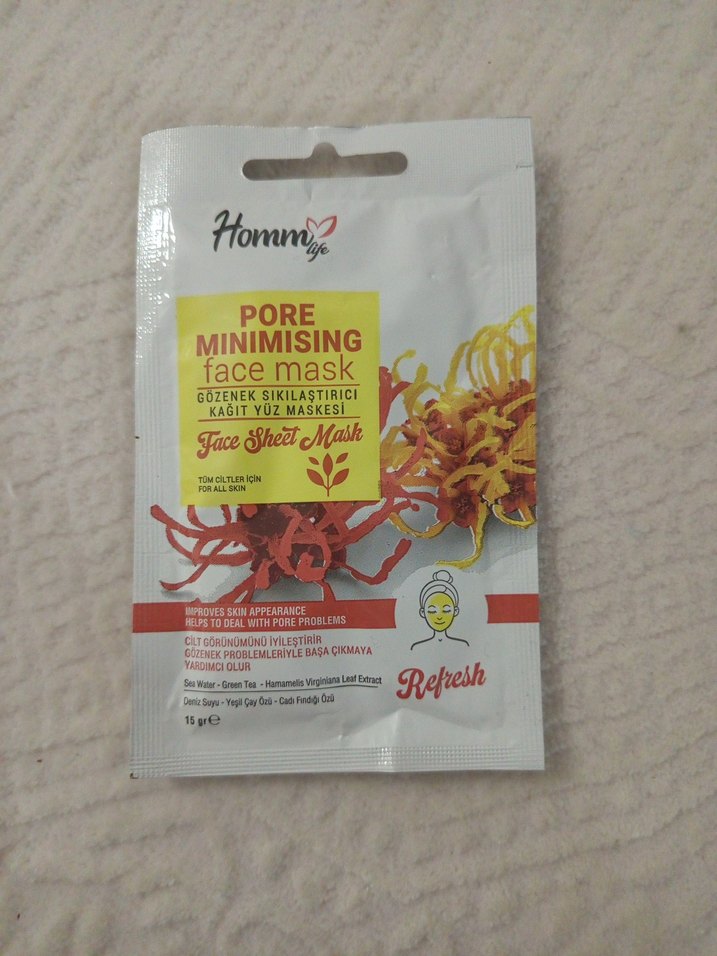 Homm life
PORE
MINIMISING
face mask
GÖZENEK SIKILAŞTIRICI
KAĞIT YÜZ MASKESİ
Face Sheet Mask
TÜM CİLTLER İÇİN
FOR ALL SKIN
IMPROVES SKIN APPEARANCE
HELPS TO DEAL WITH PORE PROBLEMS
CİLT GÖRÜNÜMÜNÜ İYİLEŞTİRİR
GÖZENEK PROBLEMLERİYLE BAŞA ÇIKMAYA
YARDIMCI OLUR
Refresh
Sea Water - Green Tea - Hamamelis Virginiana Leaf Extract
Deniz Suyu - Yeşil Çay Özü - Cadı Fındığı Özü
15 gr ℮